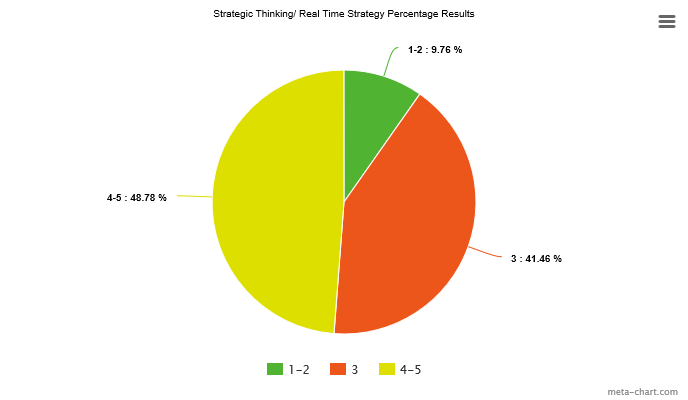 Strategic Thinking/ Real Time Strategy Percentage Results
1-2 : 9.76 %
4-5 : 48.78 %
3 : 41.46 %
1-2 3 4-5
meta-chart.com